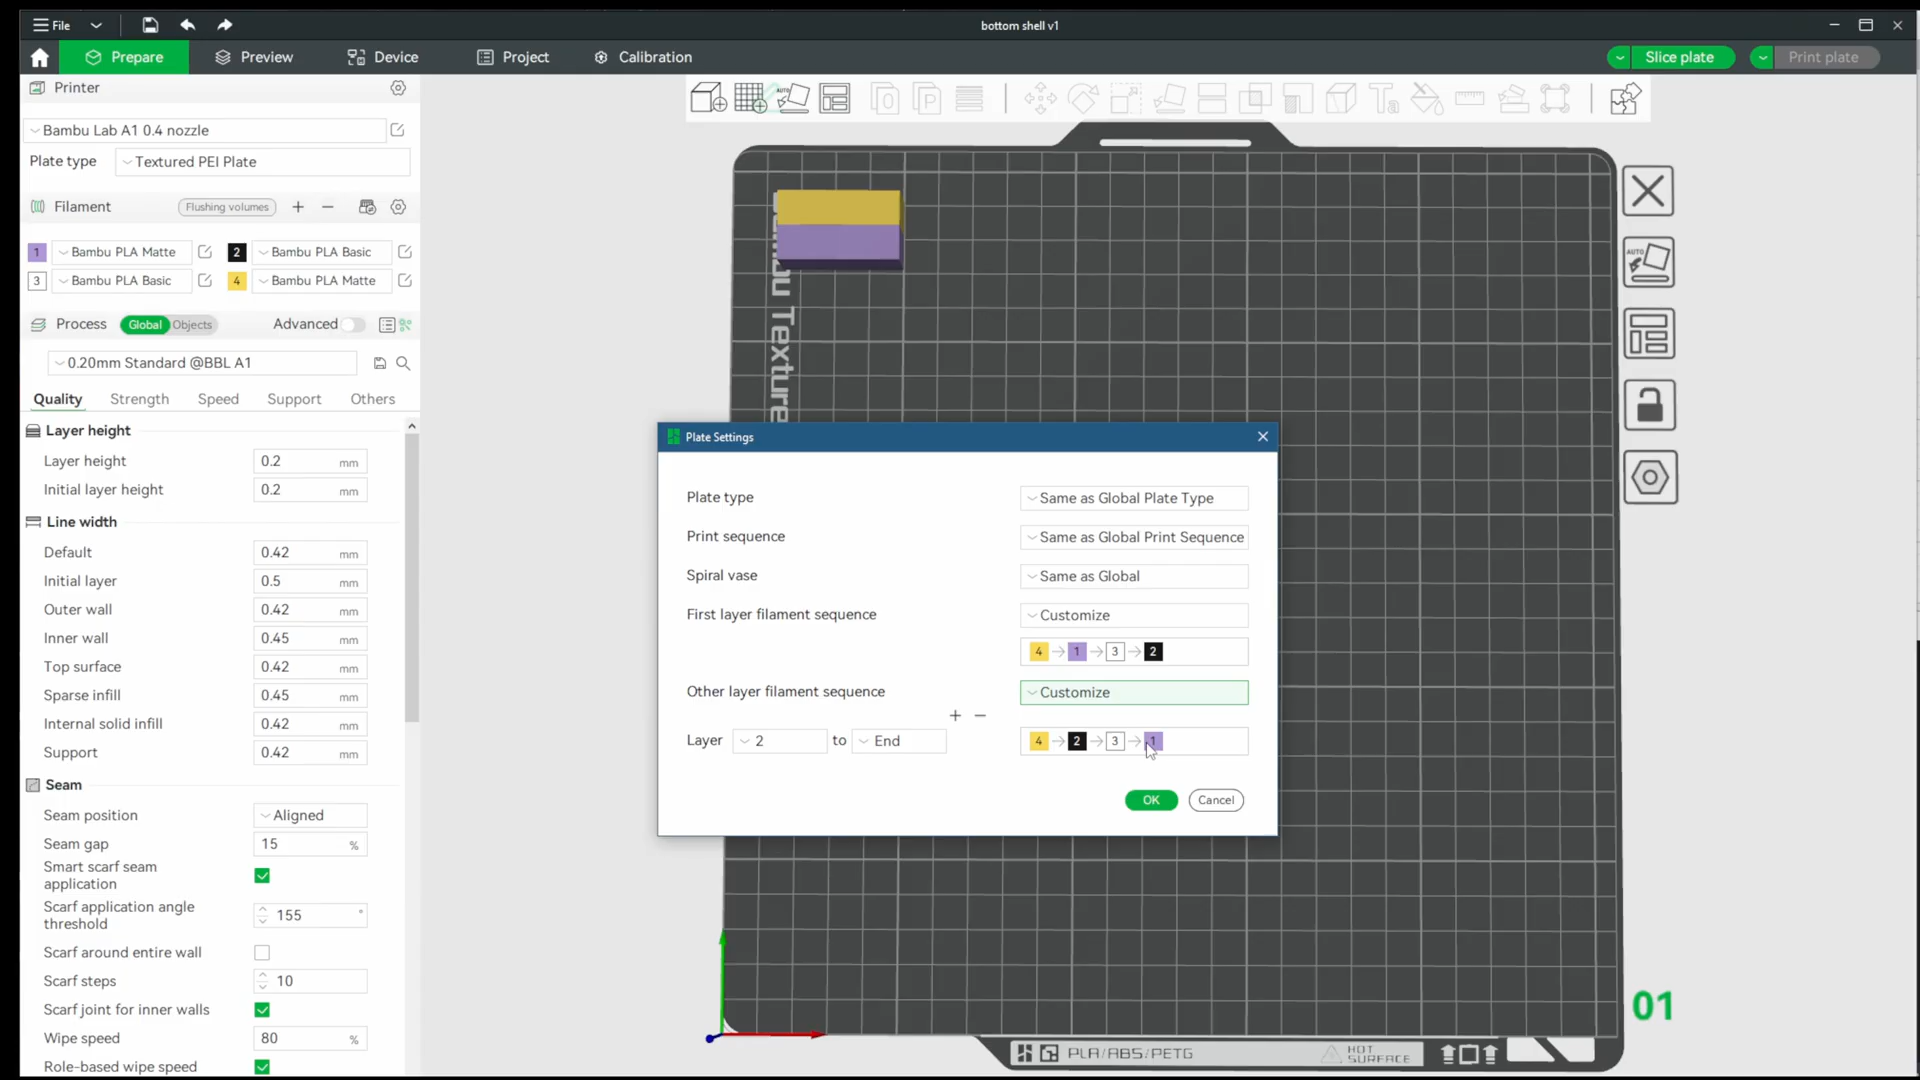 File
bottom shell v1
Prepare
Preview
Device
Project
Calibration
Slice plate
Print plate
Printer
Bambu Lab A1 0.4 nozzle
Plate type
Textured PEI Plate
Filament
Flushing volumes
+ −
1 Bambu PLA Matte
2 Bambu PLA Basic
3 Bambu PLA Basic
4 Bambu PLA Matte
Process
Global
Objects
Advanced
0.20mm Standard @BBL A1
Quality
Strength
Speed
Support
Others
Layer height
Layer height 0.2 mm
Initial layer height 0.2 mm
Line width
Default 0.42 mm
Initial layer 0.5 mm
Outer wall 0.42 mm
Inner wall 0.45 mm
Top surface 0.42 mm
Sparse infill 0.45 mm
Internal solid infill 0.42 mm
Support 0.42 mm
Seam
Seam position Aligned
Seam gap 15 %
Smart scarf seam
application
Scarf application angle
threshold
155 °
Scarf around entire wall
Scarf steps 10
Scarf joint for inner walls
Wipe speed 80 %
Role-based wipe speed
AUTO
Texture
Plate Settings
Plate type Same as Global Plate Type
Print sequence Same as Global Print Sequence
Spiral vase Same as Global
First layer filament sequence Customize
4 → 1 → 3 → 2
Other layer filament sequence Customize
+ −
Layer 2 to End 4 → 2 → 3 → 1
OK
Cancel
AUTO
01
PLA/ABS/PETG
HOT
SURFACE